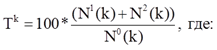 T^k = 100* (N^1(k) + N^2(k)) / N^0(k), где: